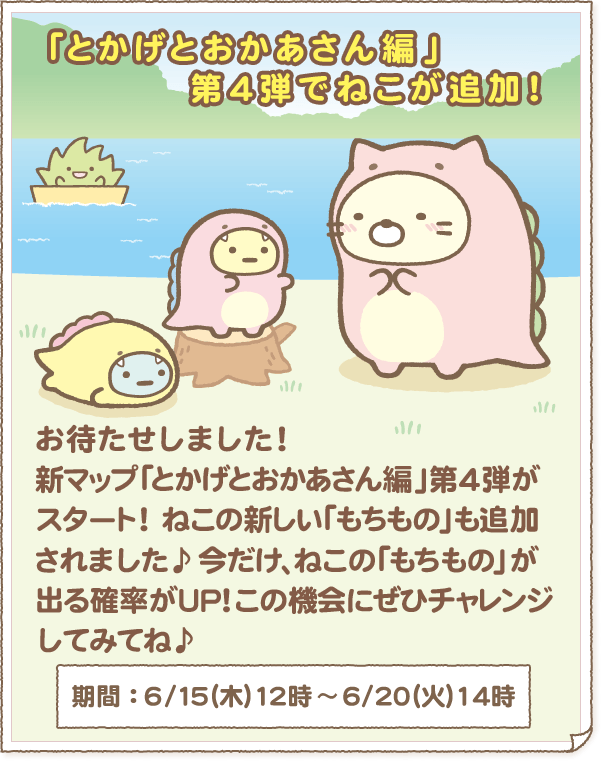 「とかげとおかあさん編」
第4弾でねこが追加！
お待たせしました！
新マップ「とかげとおかあさん編」第4弾が
スタート！ ねこの新しい「もちもの」も追加
されました♪ 今だけ、ねこの「もちもの」が
出る確率がUP！この機会にぜひチャレンジ
してみてね♪
期間：6/15(木)12時～6/20(火)14時